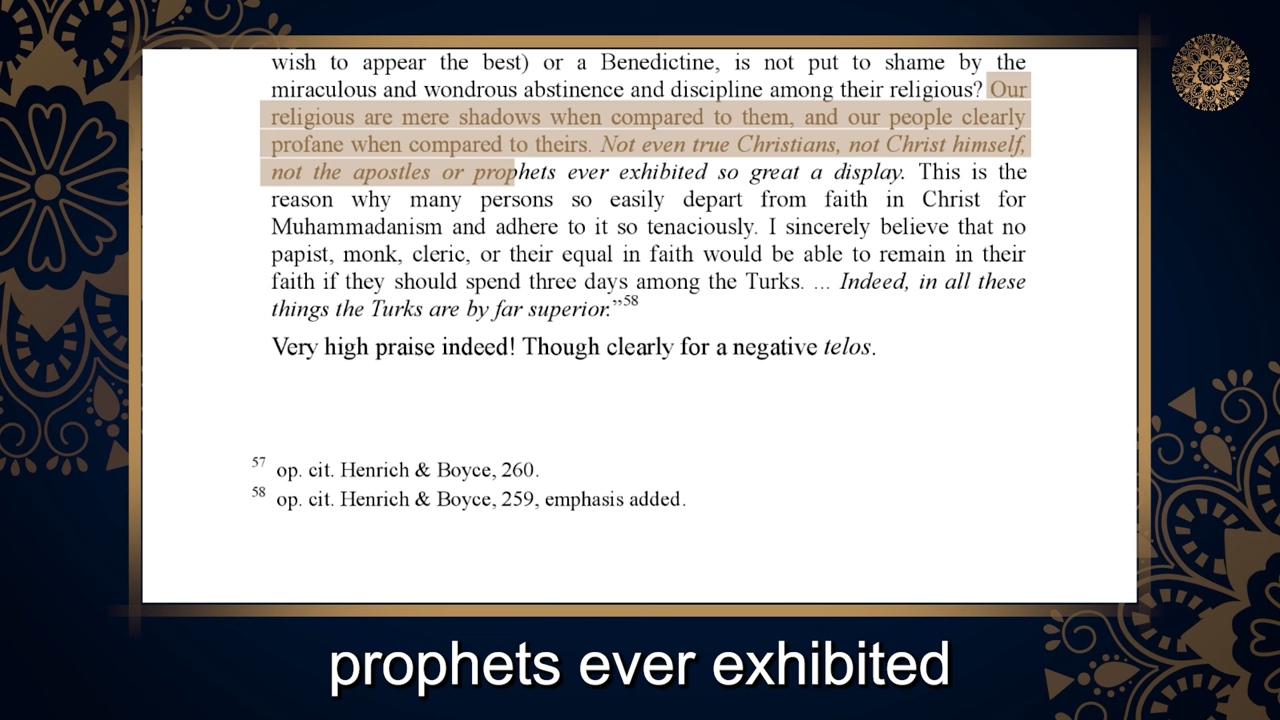 wish to appear the best) or a Benedictine, is not put to shame by the
miraculous and wondrous abstinence and discipline among their religious? Our
religious are mere shadows when compared to them, and our people clearly
profane when compared to theirs. Not even true Christians, not Christ himself,
not the apostles or prophets ever exhibited so great a display. This is the
reason why many persons so easily depart from faith in Christ for
Muhammadanism and adhere to it so tenaciously. I sincerely believe that no
papist, monk, cleric, or their equal in faith would be able to remain in their
faith if they should spend three days among the Turks. ... Indeed, in all these
things the Turks are by far superior.”58
Very high praise indeed! Though clearly for a negative telos.
57 op. cit. Henrich & Boyce, 260.
58 op. cit. Henrich & Boyce, 259, emphasis added.
prophets ever exhibited